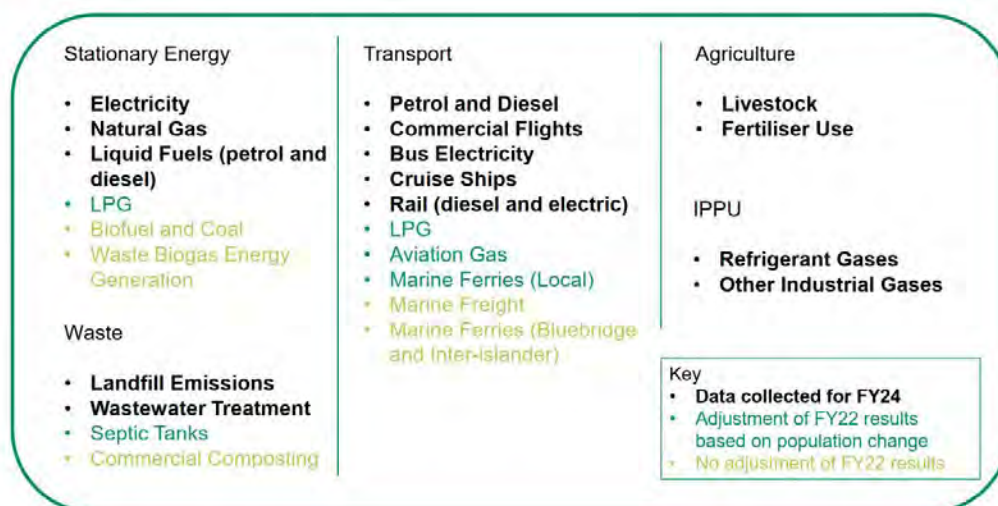 Stationary Energy
• Electricity
• Natural Gas
• Liquid Fuels (petrol and
diesel)
• LPG
• Biofuel and Coal
• Waste Biogas Energy
Generation
Waste
• Landfill Emissions
• Wastewater Treatment
• Septic Tanks
• Commercial Composting
Transport
• Petrol and Diesel
• Commercial Flights
• Bus Electricity
• Cruise Ships
• Rail (diesel and electric)
• LPG
• Aviation Gas
• Marine Ferries (Local)
• Marine Freight
• Marine Ferries (Bluebridge
and Inter-islander)
Agriculture
• Livestock
• Fertiliser Use
IPPU
• Refrigerant Gases
• Other Industrial Gases
Key
• Data collected for FY24
• Adjustment of FY22 results
based on population change
• No adjustment of FY22 results